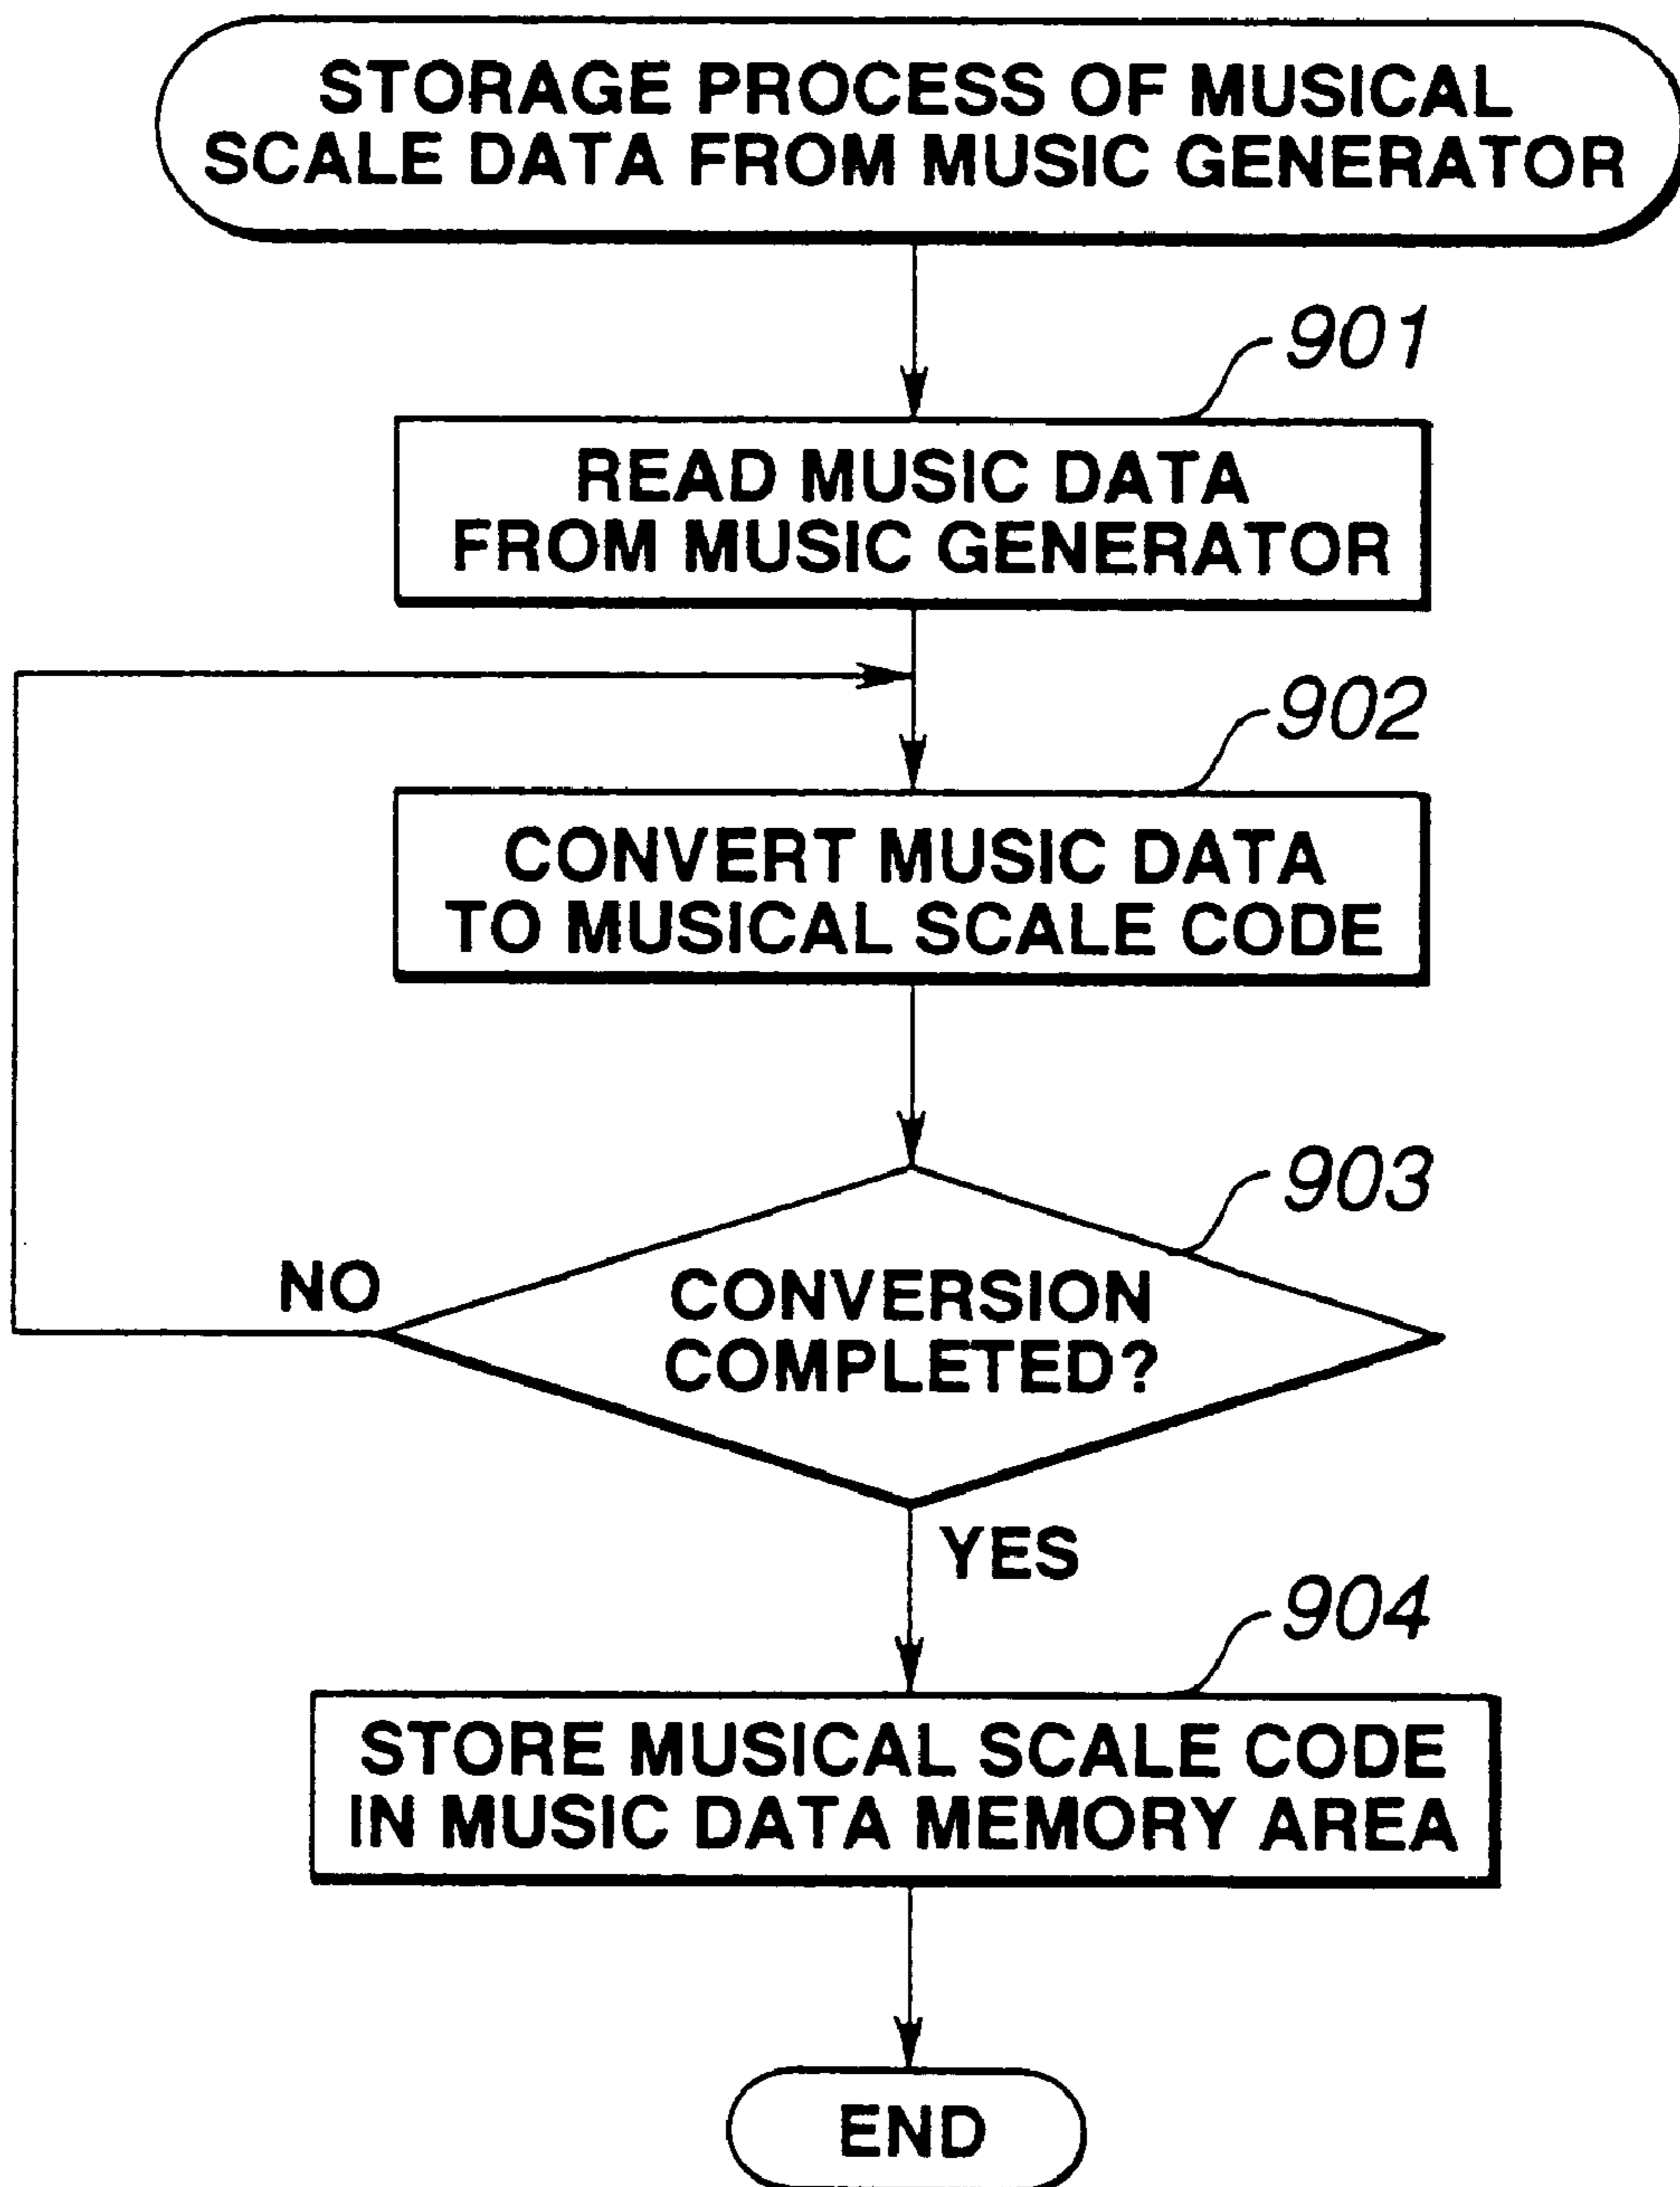 STORAGE PROCESS OF MUSICAL
SCALE DATA FROM MUSIC GENERATOR
901
READ MUSIC DATA
FROM MUSIC GENERATOR
902
CONVERT MUSIC DATA
TO MUSICAL SCALE CODE
903
NO
CONVERSION
COMPLETED?
YES
904
STORE MUSICAL SCALE CODE
IN MUSIC DATA MEMORY AREA
END